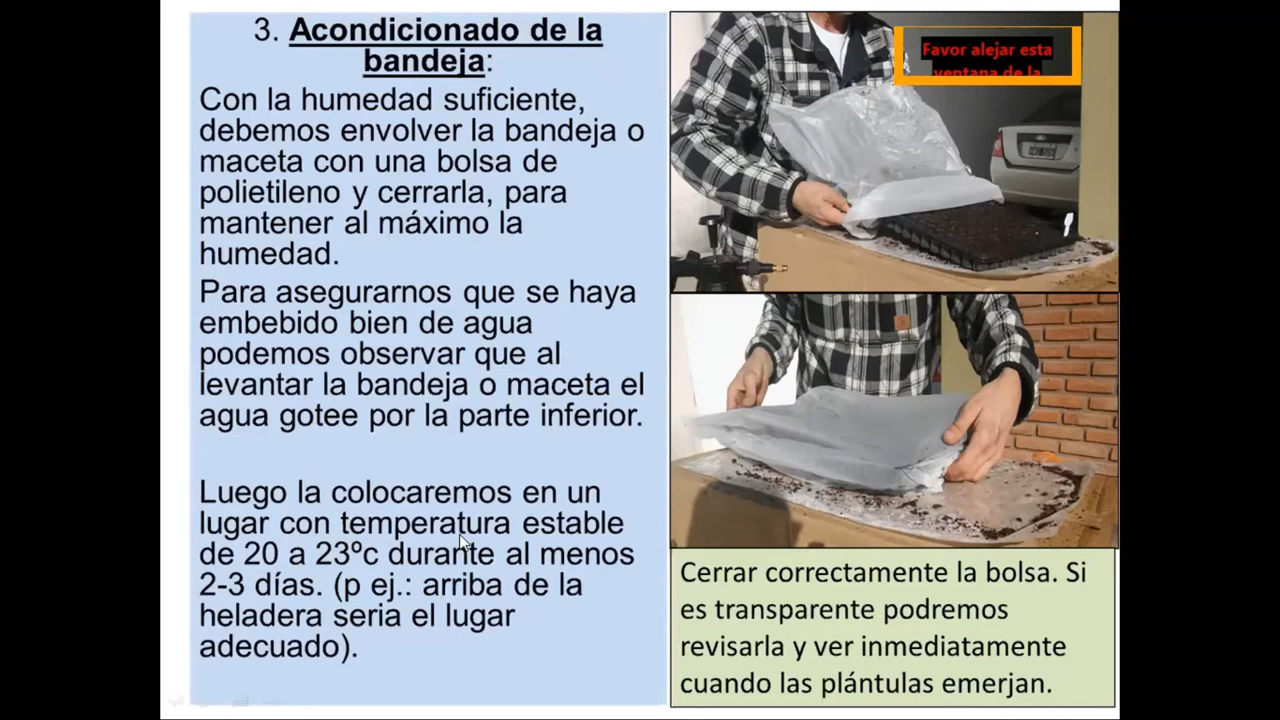 3. Acondicionado de la
bandeja:
Con la humedad suficiente,
debemos envolver la bandeja o
maceta con una bolsa de
polietileno y cerrarla, para
mantener al máximo la
humedad.
Para asegurarnos que se haya
embebido bien de agua
podemos observar que al
levantar la bandeja o maceta el
agua gotee por la parte inferior.
Luego la colocaremos en un
lugar con temperatura estable
de 20 a 23ºc durante al menos
2-3 días. (p ej.: arriba de la
heladera seria el lugar
adecuado).
Favor alejar esta
ventana de la
Cerrar correctamente la bolsa. Si
es transparente podremos
revisarla y ver inmediatamente
cuando las plántulas emerjan.